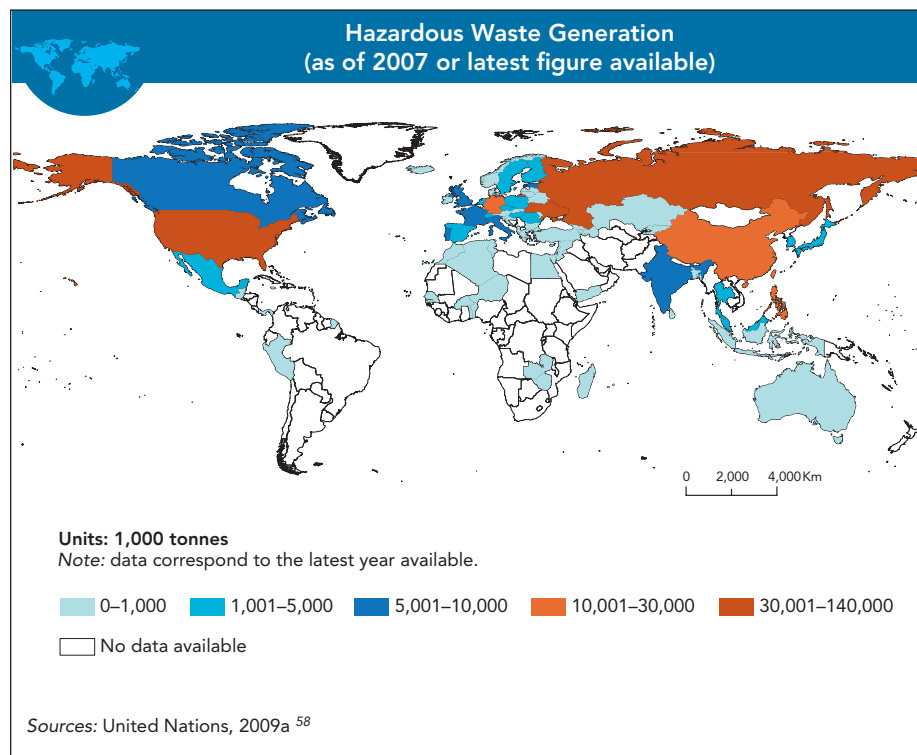 Hazardous Waste Generation
(as of 2007 or latest figure available)
0 2,000 4,000 Km
Units: 1,000 tonnes
Note: data correspond to the latest year available.
0–1,000 1,001–5,000 5,001–10,000 10,001–30,000 30,001–140,000
No data available
Sources: United Nations, 2009a 58